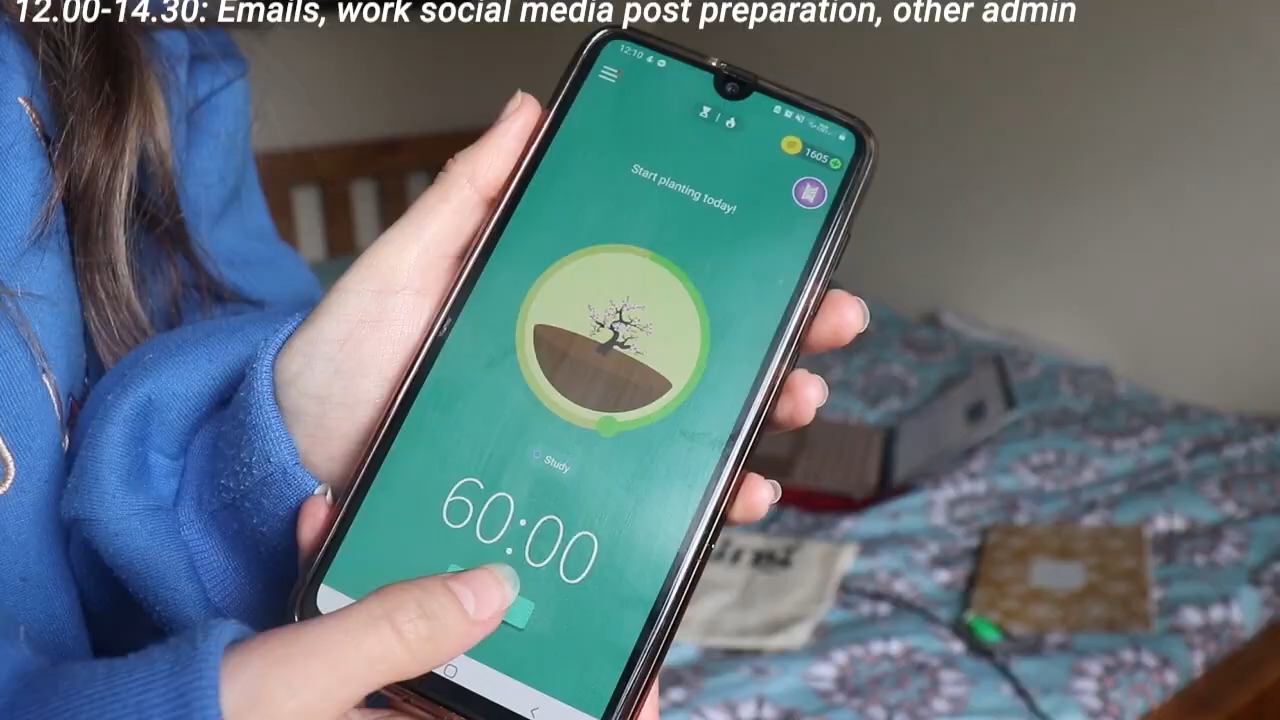 12.00-14.30: Emails, work social media post preparation, other admin
12:10
1605
Start planting today!
Study
60:00